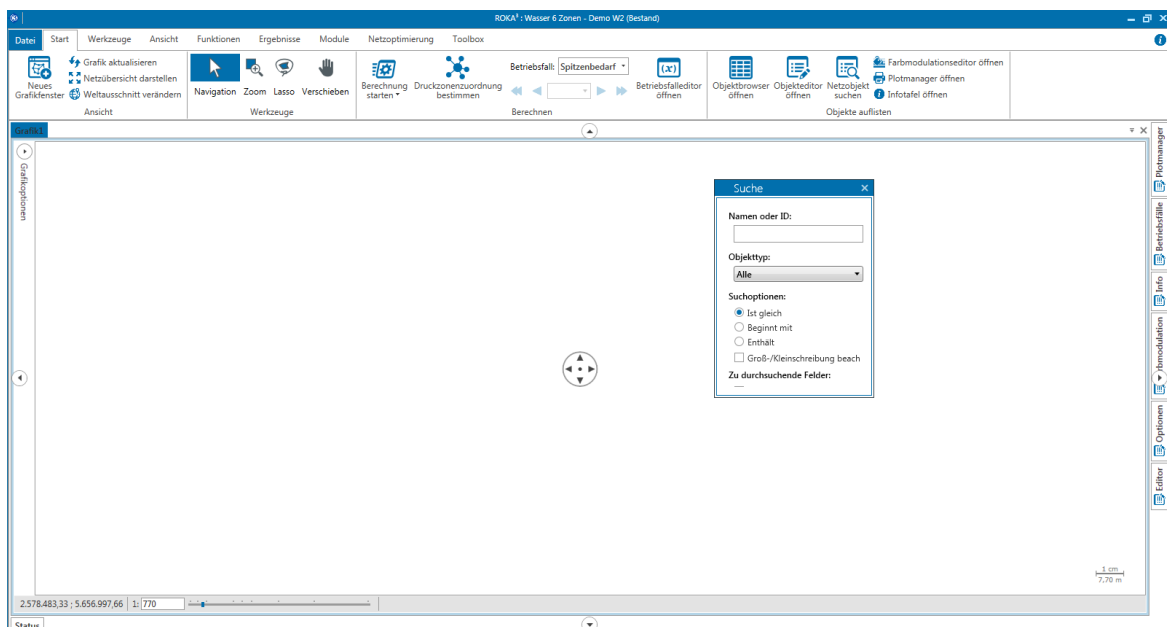 ROKA³ : Wasser 6 Zonen - Demo W2 (Bestand)
Datei Start Werkzeuge Ansicht Funktionen Ergebnisse Module Netzoptimierung Toolbox
Neues Grafikfenster
Grafik aktualisieren
Netzübersicht darstellen
Weltausschnitt verändern
Ansicht
Navigation Zoom Lasso Verschieben
Werkzeuge
Berechnung starten
Druckzonenzuordnung bestimmen
Betriebsfall: Spitzenbedarf
(x)
Betriebsfalleditor öffnen
Berechnen
Objektbrowser öffnen
Objekteditor öffnen
Netzobjekt suchen
Farbmodulationseditor öffnen
Plotmanager öffnen
Infotafel öffnen
Objekte auflisten
Grafik1
Grafikoptionen
Suche
Namen oder ID:
Objekttyp:
Alle
Suchoptionen:
Ist gleich
Beginnt mit
Enthält
Groß-/Kleinschreibung beach
Zu durchsuchende Felder:
Plotmanager
Betriebsfälle
Info
rbmodulation
Optionen
Editor
1 cm
7,70 m
2.578.483,33 ; 5.656.997,66 1: 770
Status